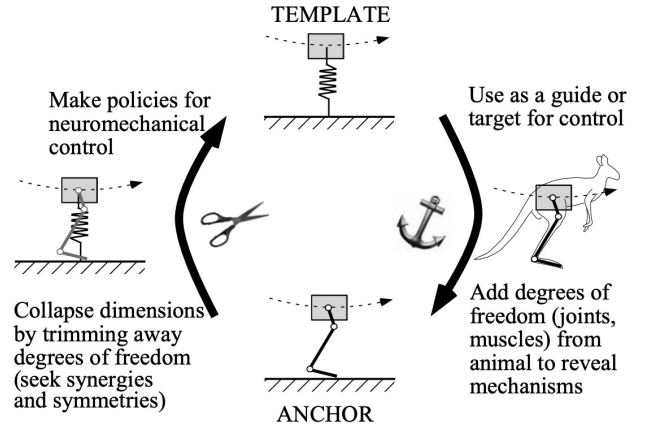 TEMPLATE
Make policies for
neuromechanical
control
Use as a guide or
target for control
Collapse dimensions
by trimming away
degrees of freedom
(seek synergies
and symmetries)
Add degrees of
freedom (joints,
muscles) from
animal to reveal
mechanisms
ANCHOR